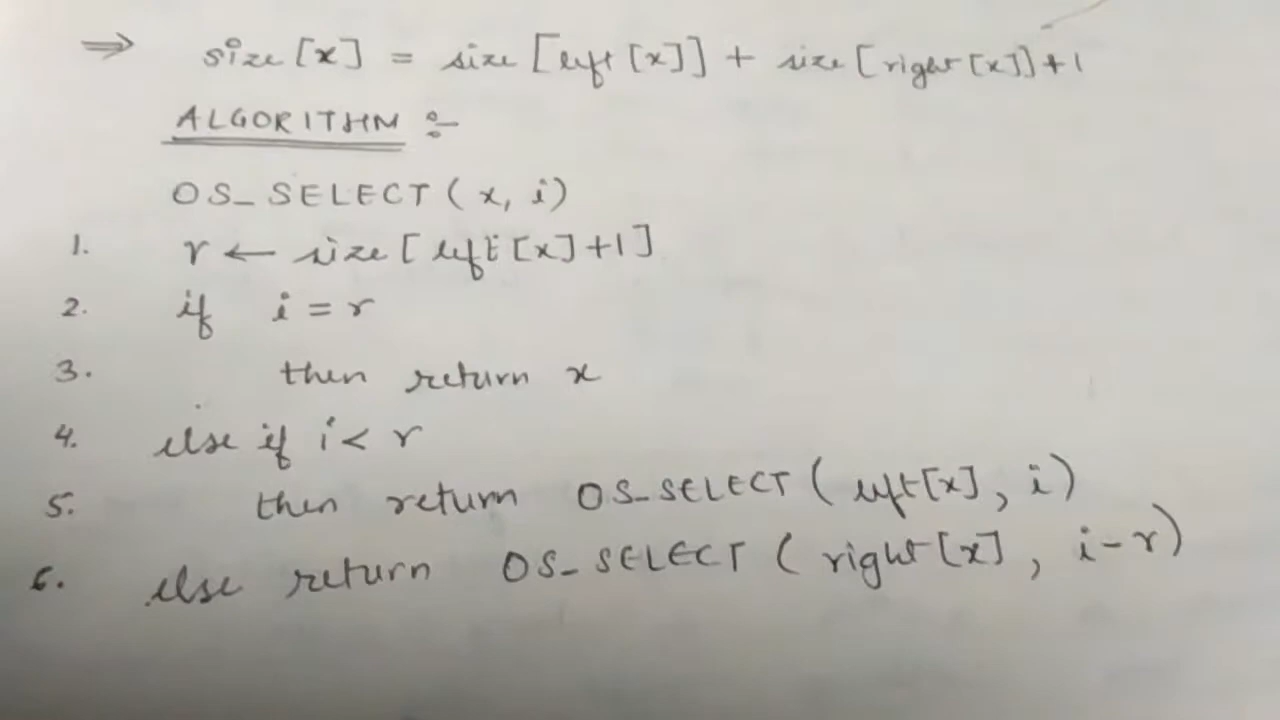 ⇒ size [x] = size [left [x]] + size [right [x]] + 1
ALGORITHM :-
OS_SELECT ( x, i )
1. r ← size [ left [x] +1 ]
2. if i = r
3. then return x
4. else if i < r
5. then return OS_SELECT ( left [x] , i )
6. else return OS_SELECT ( right [x] , i - r )